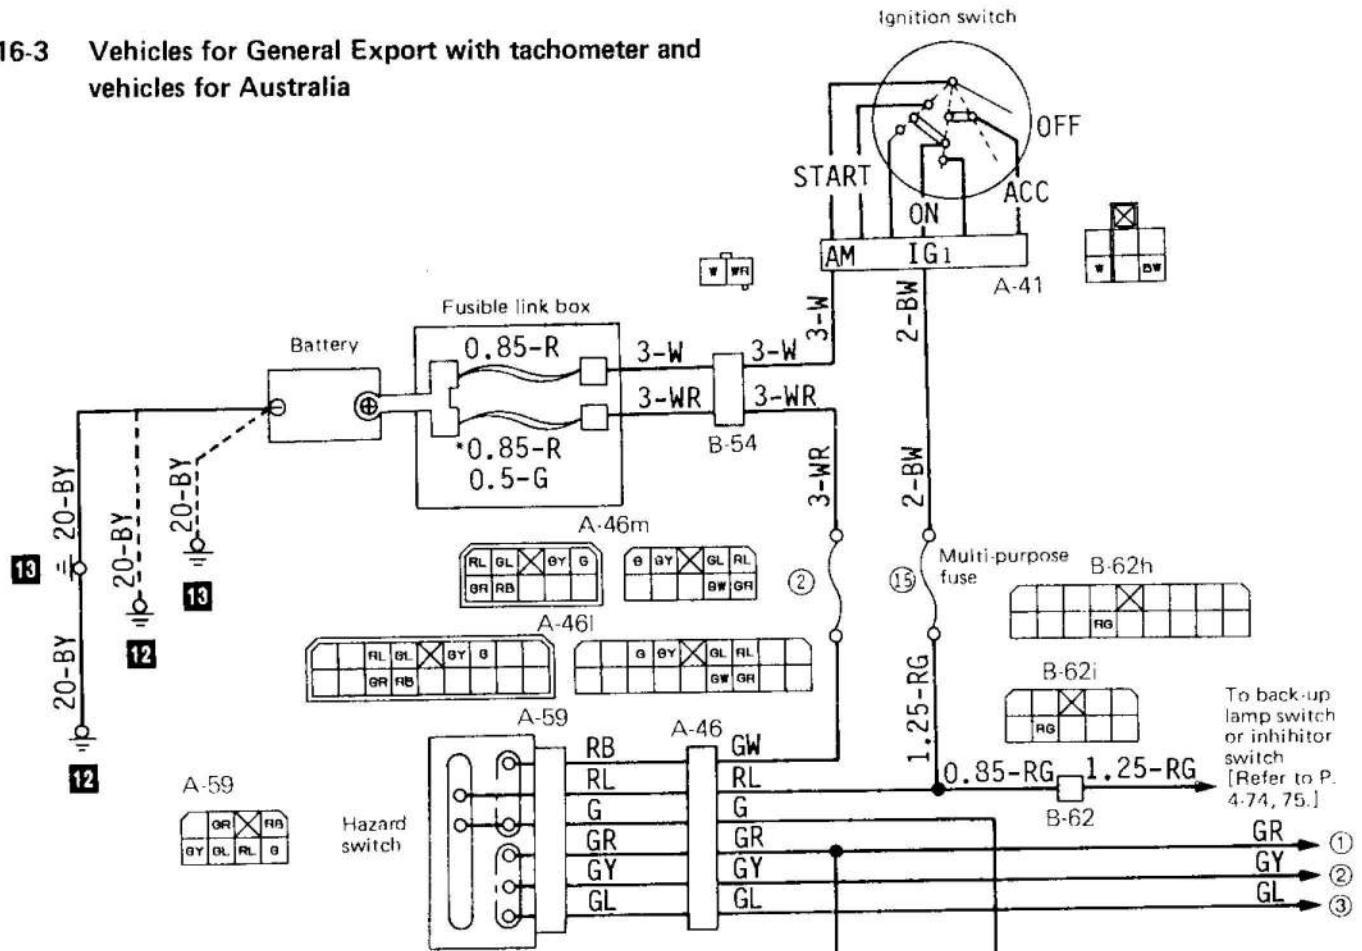 Ignition switch
16-3 Vehicles for General Export with tachometer and
vehicles for Australia
OFF
START
ACC
ON
AM IG1
A-41
W WR
W BW
Fusible link box
Battery
0.85-R
3-W
3-W
3-W
2-BW
3-WR
3-WR
B-54
*0.85-R
0.5-G
20-BY
20-BY
20-BY
3-WR
2-BW
A-46m
13
13
RL GL GY G
GR RB
G GY GL RL
BW GR
2
15
Multi-purpose
fuse
B-62h
RG
12
A-46l
RL GL GY G
GR RB
G GY GL RL
GW GR
20-BY
1.25-RG
B-62i
RG
To back-up
lamp switch
or inhihitor
switch
[Refer to P.
4-74, 75.]
12
A-59
A-46
RB GW
RL RL
0.85-RG
1.25-RG
B-62
G G
GR GR GR 1
GY GY GY 2
GL GL GL 3
A-59
GR RB
GY GL RL G
Hazard
switch